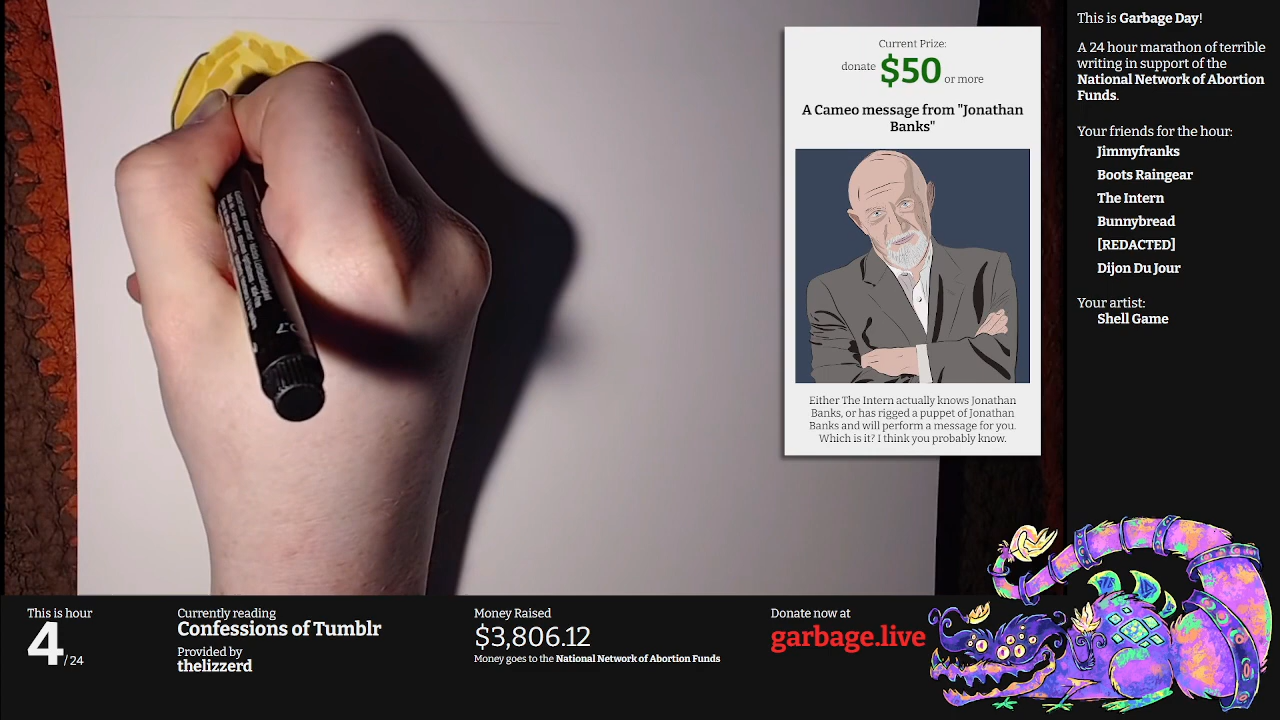 Current Prize:
donate $50 or more
A Cameo message from "Jonathan
Banks"
Either The Intern actually knows Jonathan
Banks, or has rigged a puppet of Jonathan
Banks and will perform a message for you.
Which is it? I think you probably know.
This is Garbage Day!
A 24 hour marathon of terrible
writing in support of the
National Network of Abortion
Funds.
Your friends for the hour:
Jimmyfranks
Boots Raingear
The Intern
Bunnybread
[REDACTED]
Dijon Du Jour
Your artist:
Shell Game
This is hour
4/24
Currently reading
Confessions of Tumblr
Provided by
thelizzerd
Money Raised
$3,806.12
Money goes to the National Network of Abortion Funds
Donate now at
garbage.live